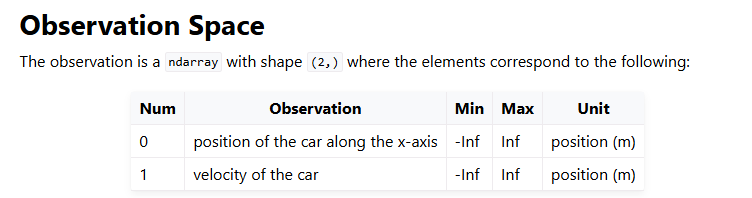 Observation Space
The observation is a ndarray with shape (2,) where the elements correspond to the following:
Num Observation Min Max Unit
0 position of the car along the x-axis -Inf Inf position (m)
1 velocity of the car -Inf Inf position (m)